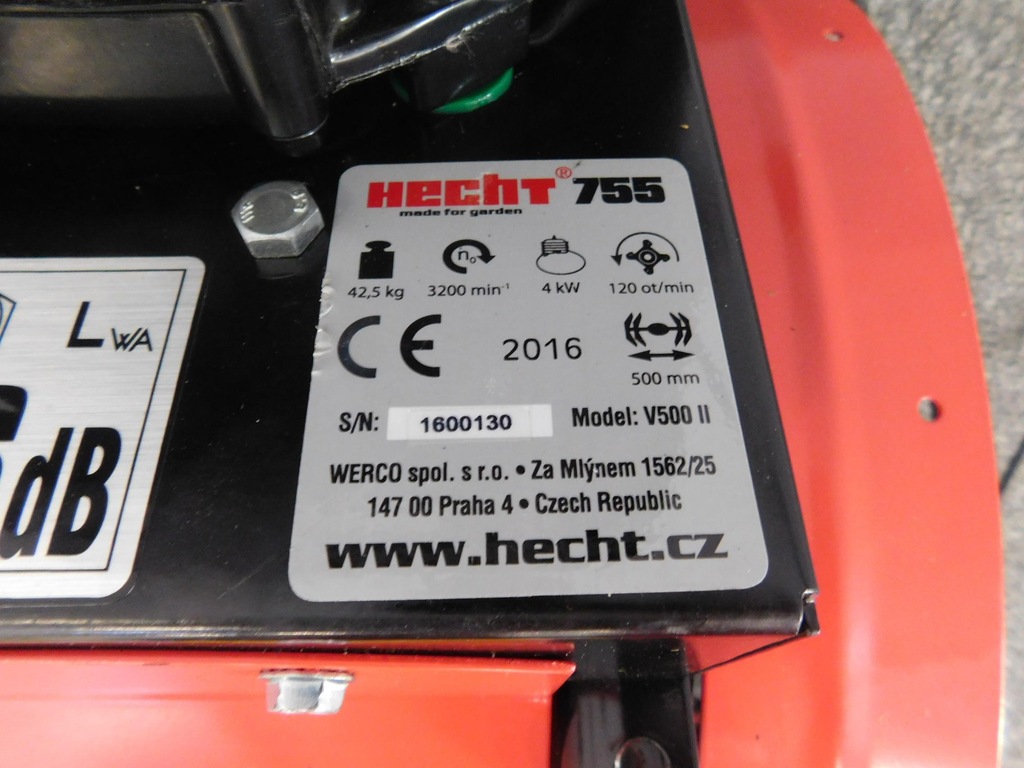 HECHT® 755
made for garden
42,5 kg
3200 min⁻¹
4 kW
120 ot/min
n₀
CE
2016
500 mm
S/N: 1600130
Model: V500 II
WERCO spol. s r.o. • Za Mlýnem 1562/25
147 00 Praha 4 • Czech Republic
www.hecht.cz
LWA
dB